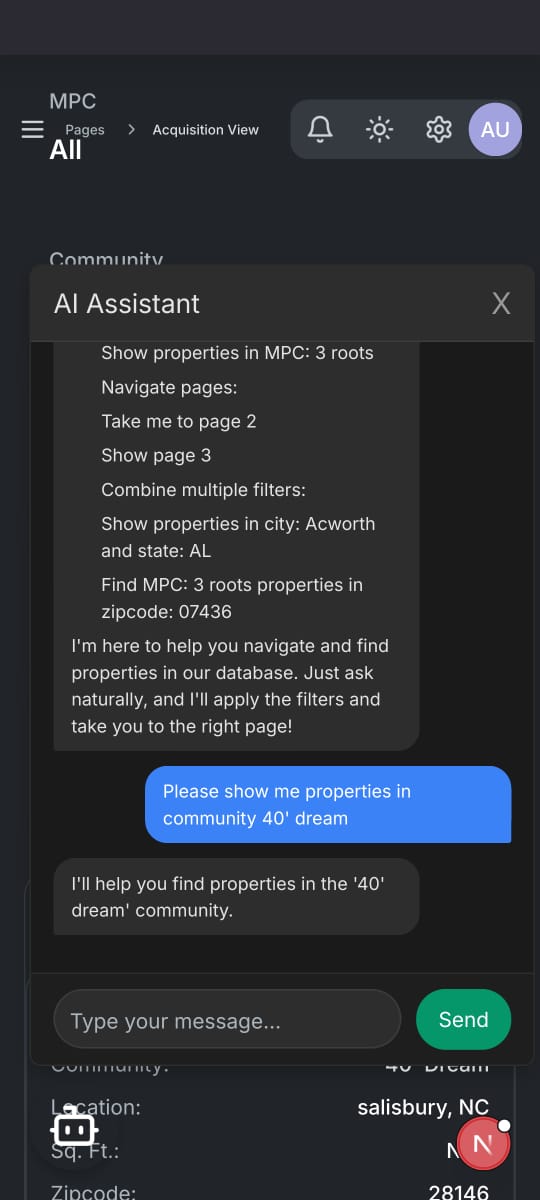 MPC
Pages > Acquisition View
AU
All
Community
AI Assistant
X
Show properties in MPC: 3 roots
Navigate pages:
Take me to page 2
Show page 3
Combine multiple filters:
Show properties in city: Acworth
and state: AL
Find MPC: 3 roots properties in
zipcode: 07436
I'm here to help you navigate and find
properties in our database. Just ask
naturally, and I'll apply the filters and
take you to the right page!
Please show me properties in
community 40' dream
I'll help you find properties in the '40'
dream' community.
Type your message...
Send
Community: 40' Dream
Location: salisbury, NC
Sq. Ft.: N
N
Zipcode: 28146